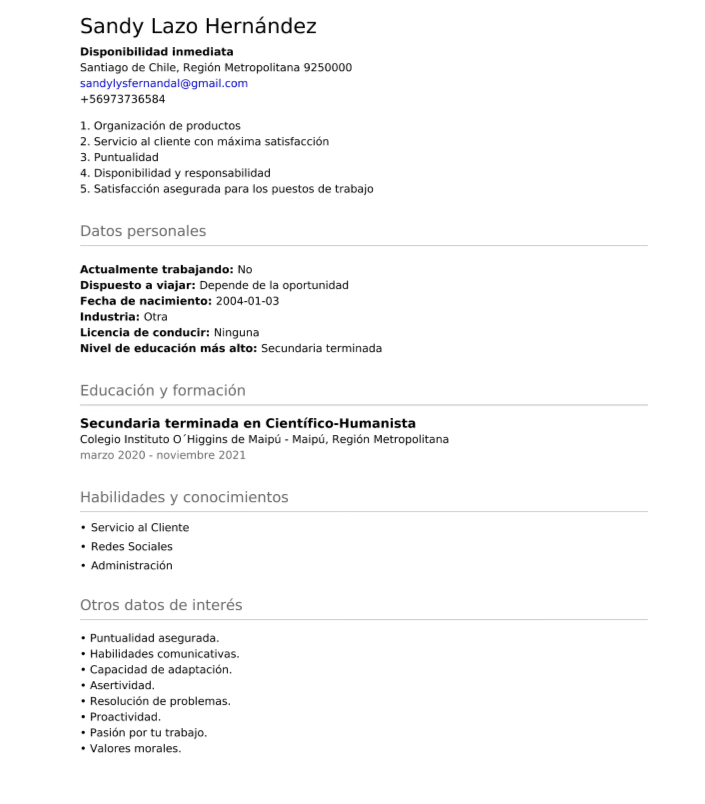 Sandy Lazo Hernández
Disponibilidad inmediata
Santiago de Chile, Región Metropolitana 9250000
sandylysfernandal@gmail.com
+56973736584
1. Organización de productos
2. Servicio al cliente con máxima satisfacción
3. Puntualidad
4. Disponibilidad y responsabilidad
5. Satisfacción asegurada para los puestos de trabajo
Datos personales
Actualmente trabajando: No
Dispuesto a viajar: Depende de la oportunidad
Fecha de nacimiento: 2004-01-03
Industria: Otra
Licencia de conducir: Ninguna
Nivel de educación más alto: Secundaria terminada
Educación y formación
Secundaria terminada en Científico-Humanista
Colegio Instituto O´Higgins de Maipú - Maipú, Región Metropolitana
marzo 2020 - noviembre 2021
Habilidades y conocimientos
• Servicio al Cliente
• Redes Sociales
• Administración
Otros datos de interés
• Puntualidad asegurada.
• Habilidades comunicativas.
• Capacidad de adaptación.
• Asertividad.
• Resolución de problemas.
• Proactividad.
• Pasión por tu trabajo.
• Valores morales.